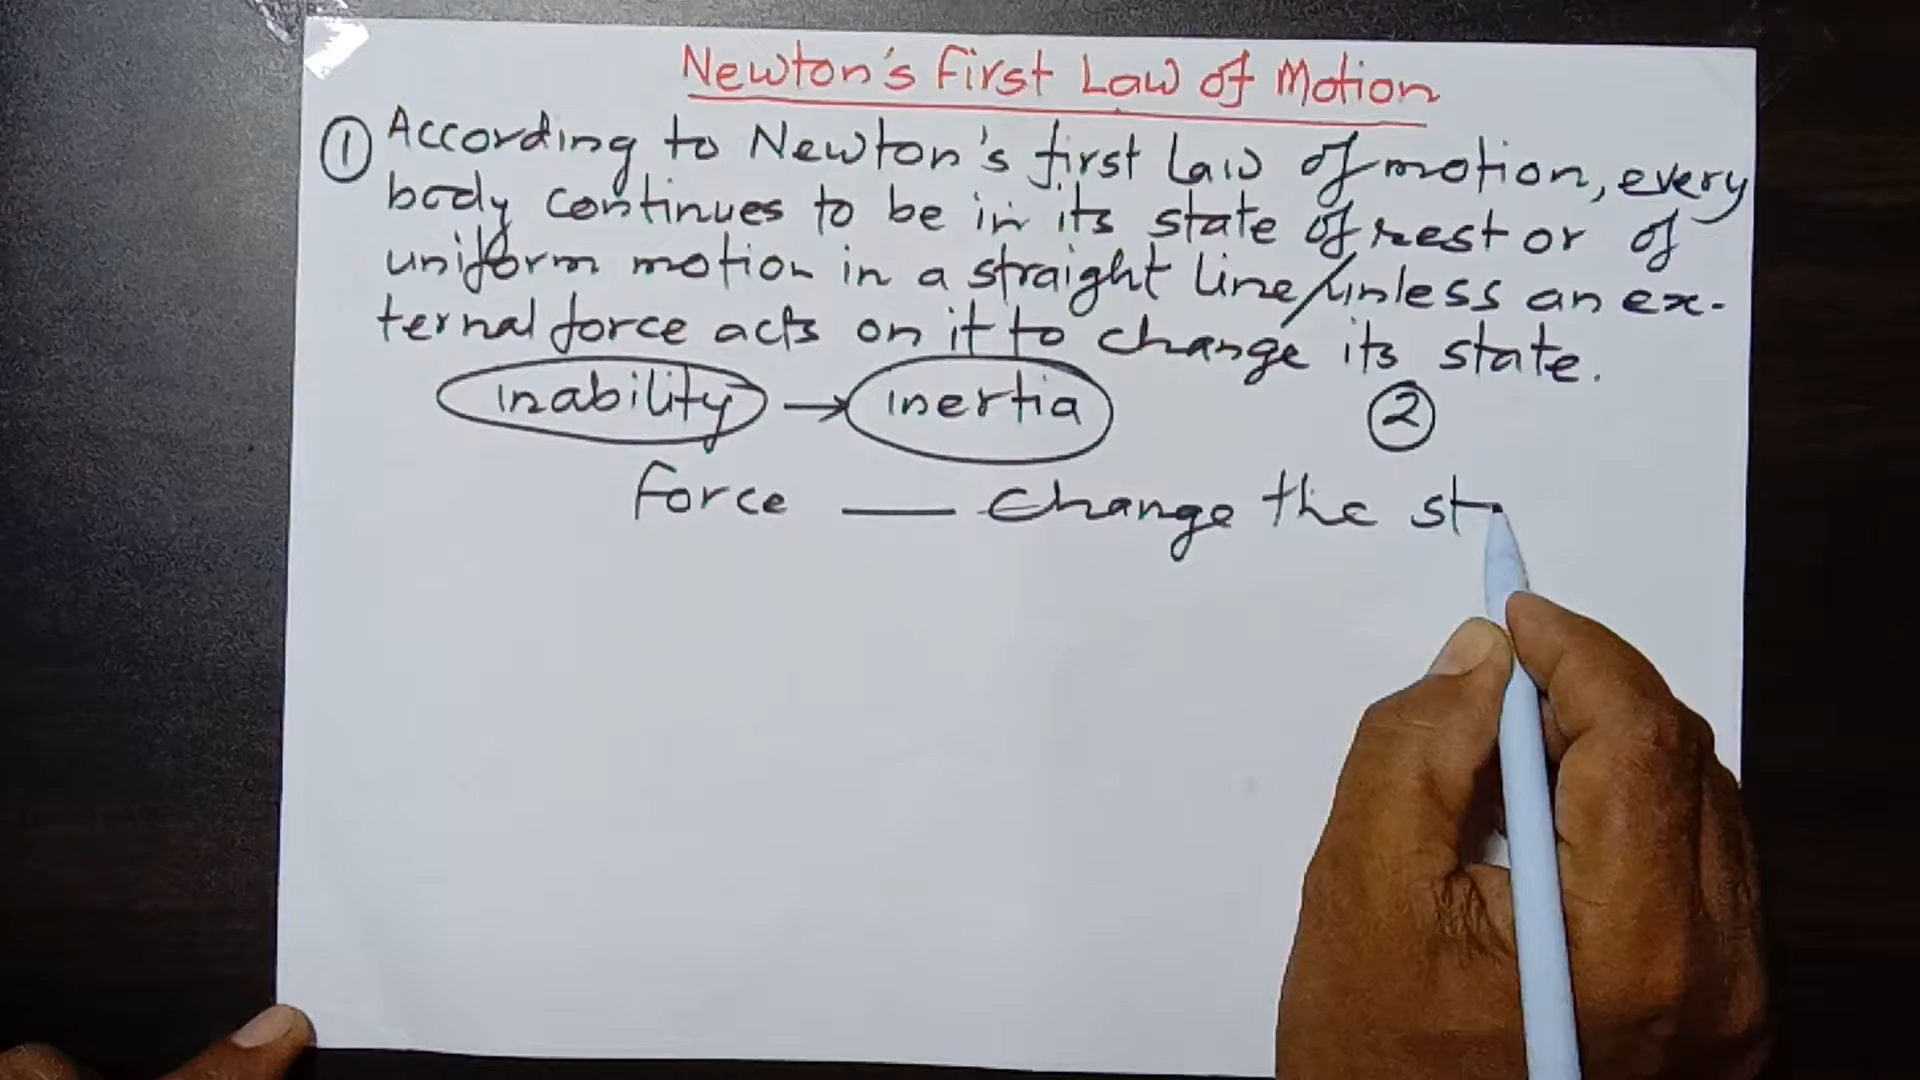 Newton's First Law of Motion
① According to Newton's first Law of motion, every
body continues to be in its state of rest or of
uniform motion in a straight line/unless an ex-
ternal force acts on it to change its state.
inability → inertia ②
Force — Change the st